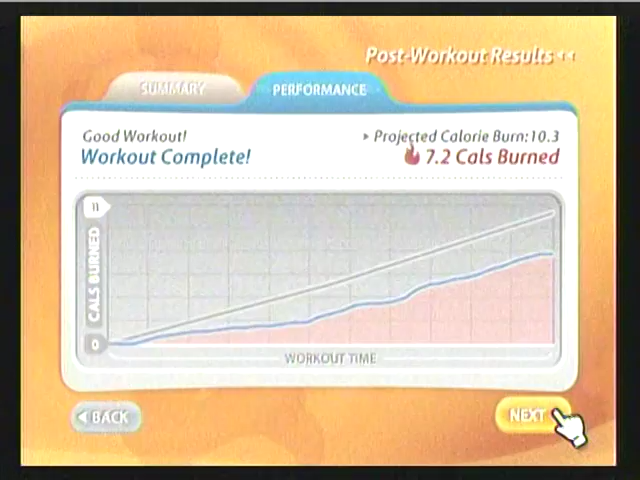 Post-Workout Results
SUMMARY
PERFORMANCE
Good Workout!
Projected Calorie Burn:10.3
Workout Complete!
7.2 Cals Burned
11
CALS BURNED
0
WORKOUT TIME
BACK
NEXT